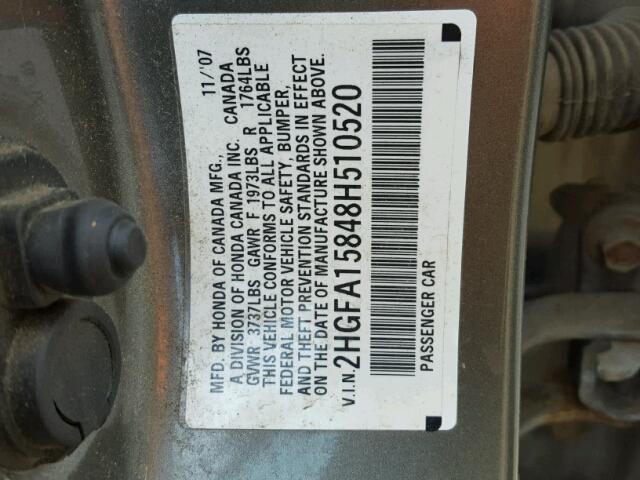 MFD. BY HONDA OF CANADA MFG., 11/'07
A DIVISION OF HONDA CANADA INC. CANADA
GVWR 3737LBS GAWR F 1973LBS R 1764LBS
THIS VEHICLE CONFORMS TO ALL APPLICABLE
FEDERAL MOTOR VEHICLE SAFETY, BUMPER,
AND THEFT PREVENTION STANDARDS IN EFFECT
ON THE DATE OF MANUFACTURE SHOWN ABOVE.
V.I.N. 2HGFA15848H510520
PASSENGER CAR